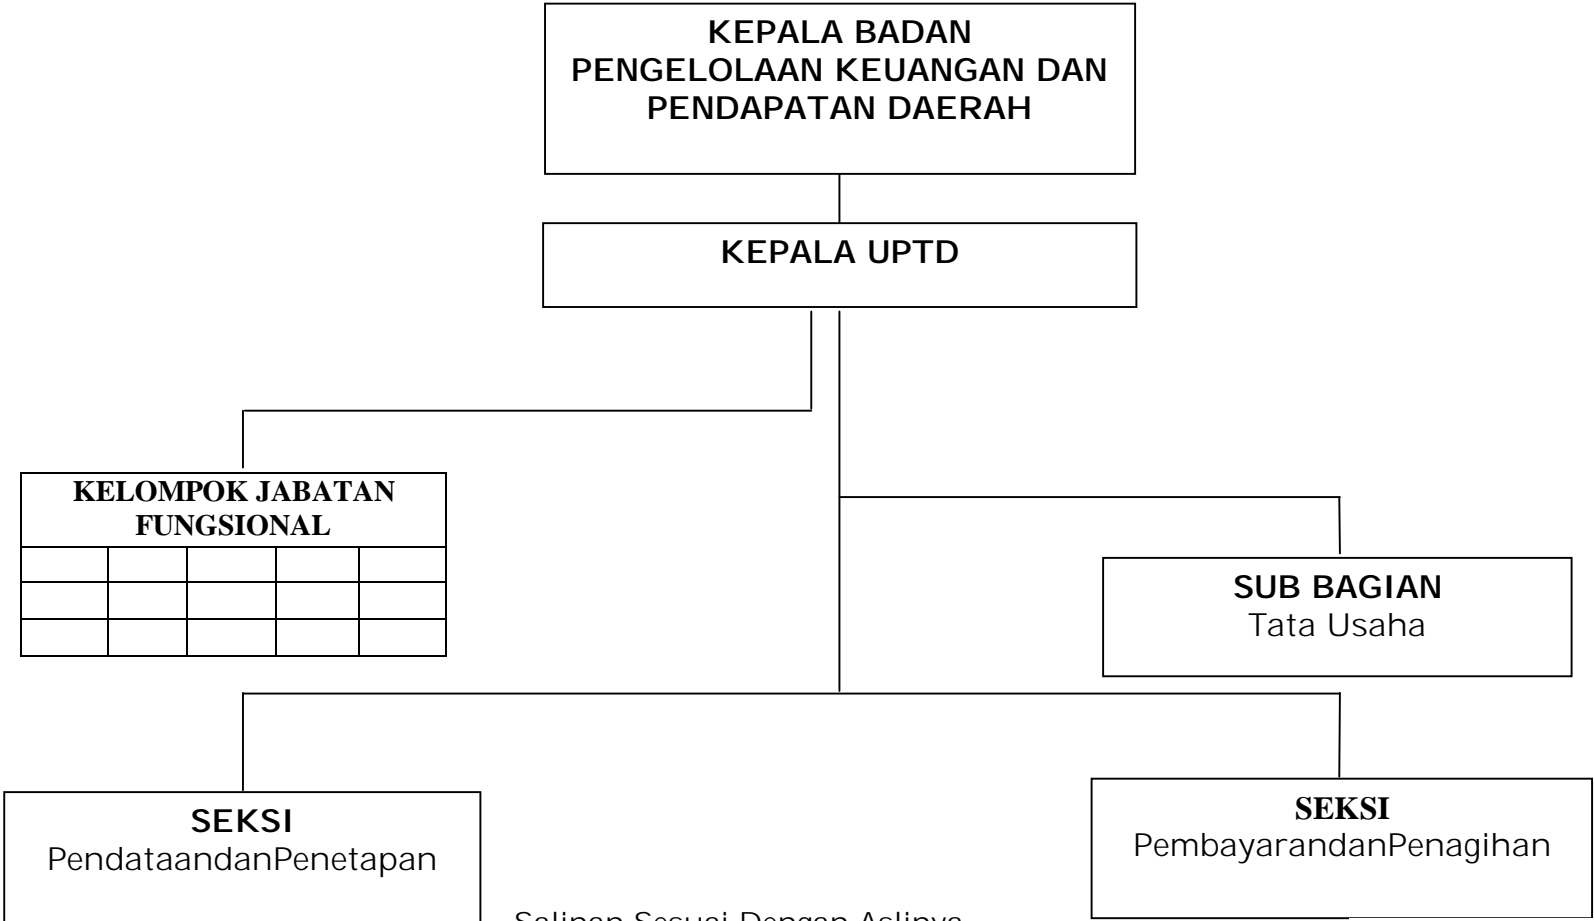 KEPALA BADAN
PENGELOLAAN KEUANGAN DAN
PENDAPATAN DAERAH
KEPALA UPTD
KELOMPOK JABATAN
FUNGSIONAL
SUB BAGIAN
Tata Usaha
SEKSI
PendataandanPenetapan
SEKSI
PembayarandanPenagihan
Salinan Sesuai Dengan Aslinya